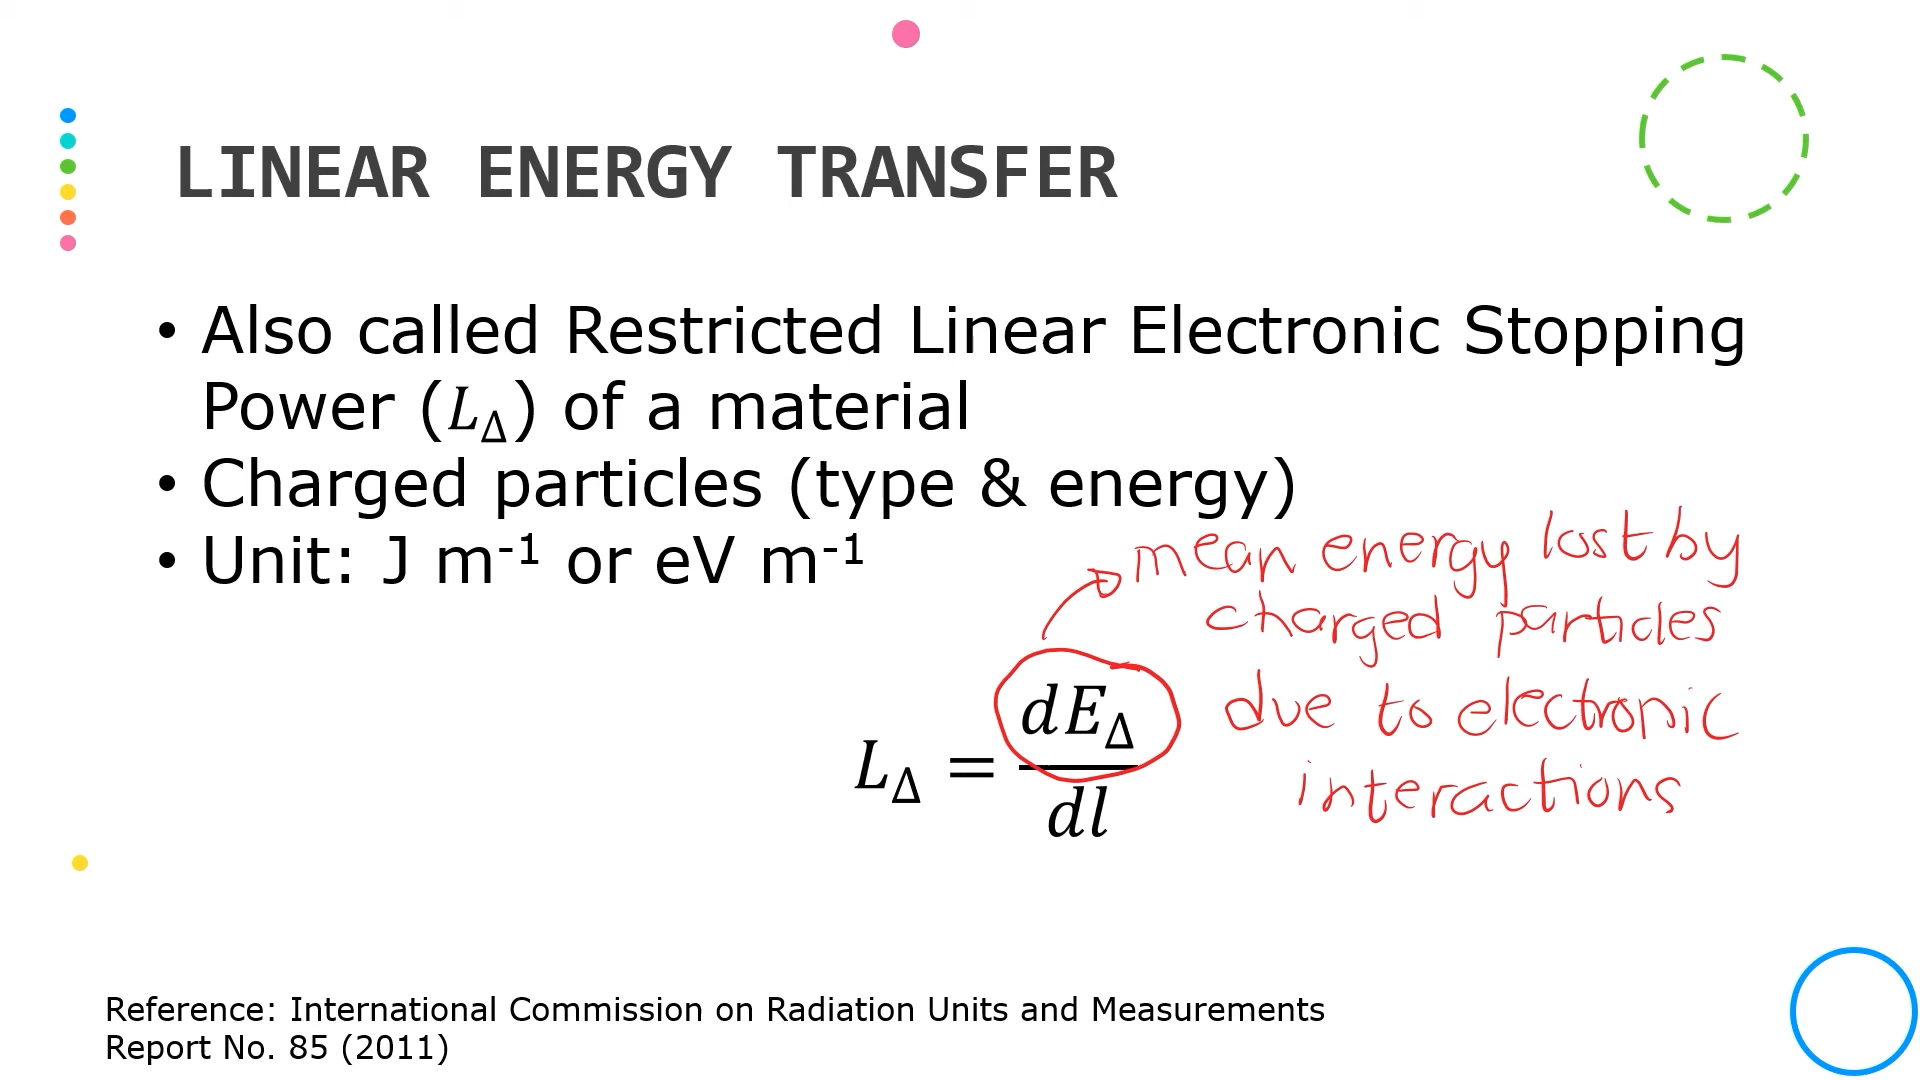 LINEAR ENERGY TRANSFER
• Also called Restricted Linear Electronic Stopping
Power (L_Δ) of a material
• Charged particles (type & energy)
• Unit: J m⁻¹ or eV m⁻¹
mean energy lost by
charged particles
due to electronic
interactions
L_Δ = dE_Δ / dl
Reference: International Commission on Radiation Units and Measurements
Report No. 85 (2011)